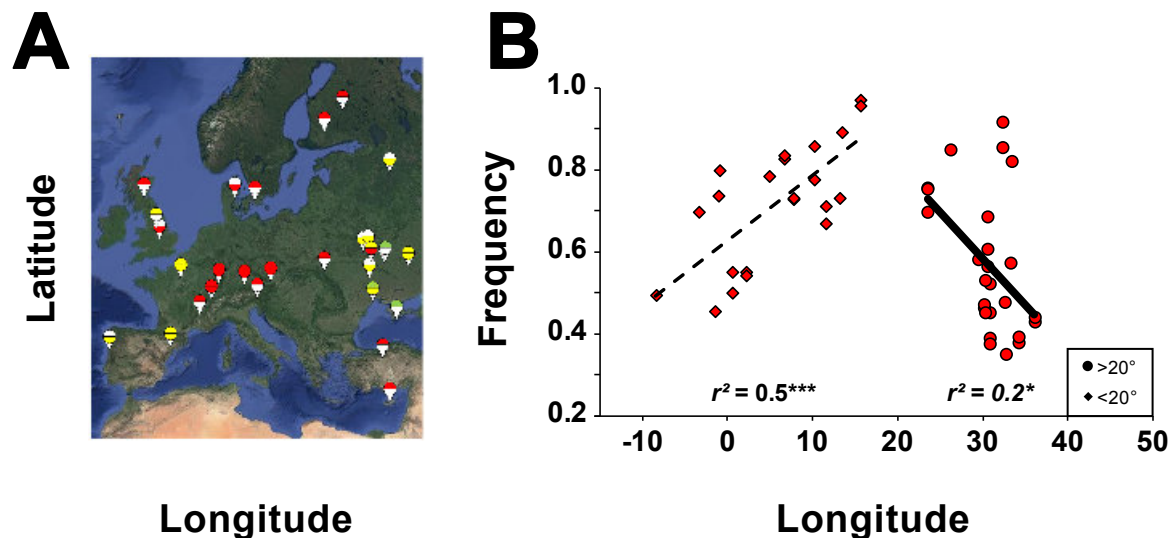 A
B
Latitude
Longitude
Frequency
1.0
0.8
0.6
0.4
0.2
r² = 0.5***
r² = 0.2*
>20°
<20°
-10 0 10 20 30 40 50
Longitude